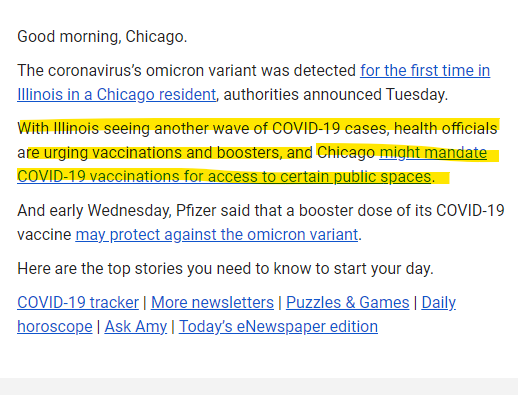 Good morning, Chicago.
The coronavirus's omicron variant was detected for the first time in
Illinois in a Chicago resident, authorities announced Tuesday.
With Illinois seeing another wave of COVID-19 cases, health officials
are urging vaccinations and boosters, and Chicago might mandate
COVID-19 vaccinations for access to certain public spaces.
And early Wednesday, Pfizer said that a booster dose of its COVID-19
vaccine may protect against the omicron variant.
Here are the top stories you need to know to start your day.
COVID-19 tracker | More newsletters | Puzzles & Games | Daily
horoscope | Ask Amy | Today's eNewspaper edition